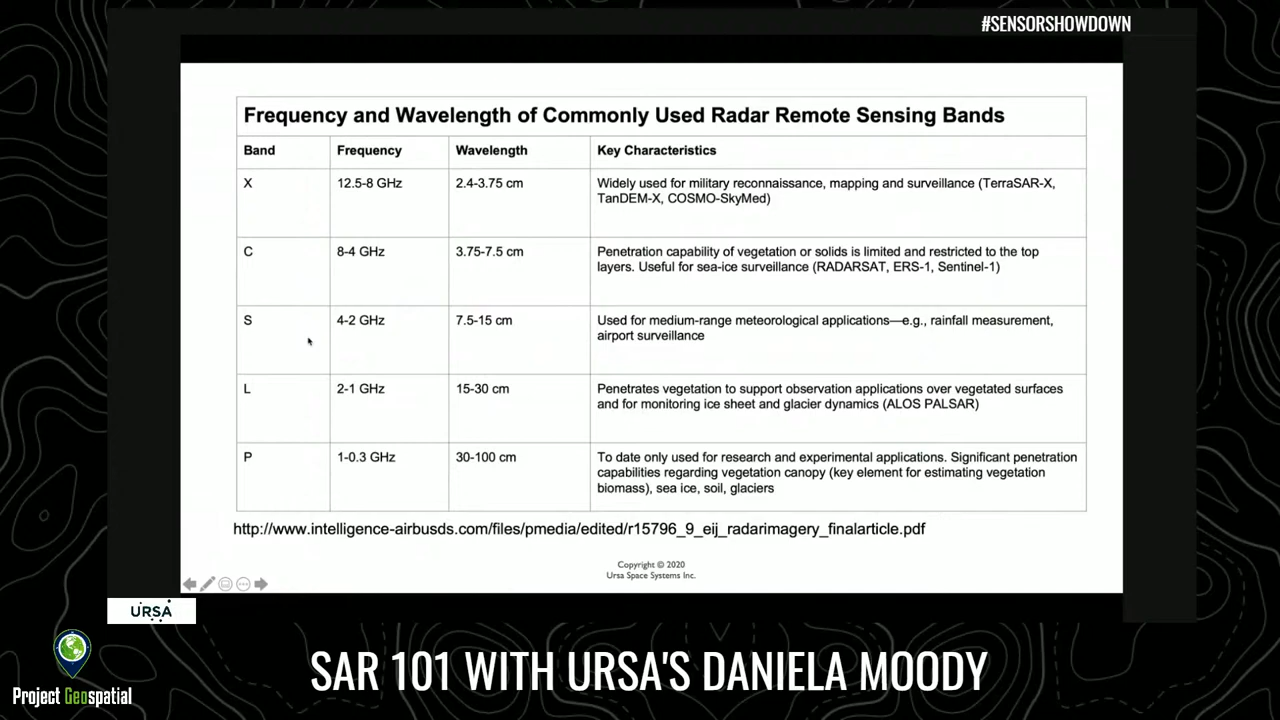 #SENSORSHOWDOWN
Frequency and Wavelength of Commonly Used Radar Remote Sensing Bands
Band Frequency Wavelength Key Characteristics
X 12.5-8 GHz 2.4-3.75 cm Widely used for military reconnaissance, mapping and surveillance (TerraSAR-X,
TanDEM-X, COSMO-SkyMed)
C 8-4 GHz 3.75-7.5 cm Penetration capability of vegetation or solids is limited and restricted to the top
layers. Useful for sea-ice surveillance (RADARSAT, ERS-1, Sentinel-1)
S 4-2 GHz 7.5-15 cm Used for medium-range meteorological applications—e.g., rainfall measurement,
airport surveillance
L 2-1 GHz 15-30 cm Penetrates vegetation to support observation applications over vegetated surfaces
and for monitoring ice sheet and glacier dynamics (ALOS PALSAR)
P 1-0.3 GHz 30-100 cm To date only used for research and experimental applications. Significant penetration
capabilities regarding vegetation canopy (key element for estimating vegetation
biomass), sea ice, soil, glaciers
http://www.intelligence-airbusds.com/files/pmedia/edited/r15796_9_eij_radarimagery_finalarticle.pdf
Copyright © 2020
Ursa Space Systems Inc.
URSA
SAR 101 WITH URSA'S DANIELA MOODY
Project Geospatial